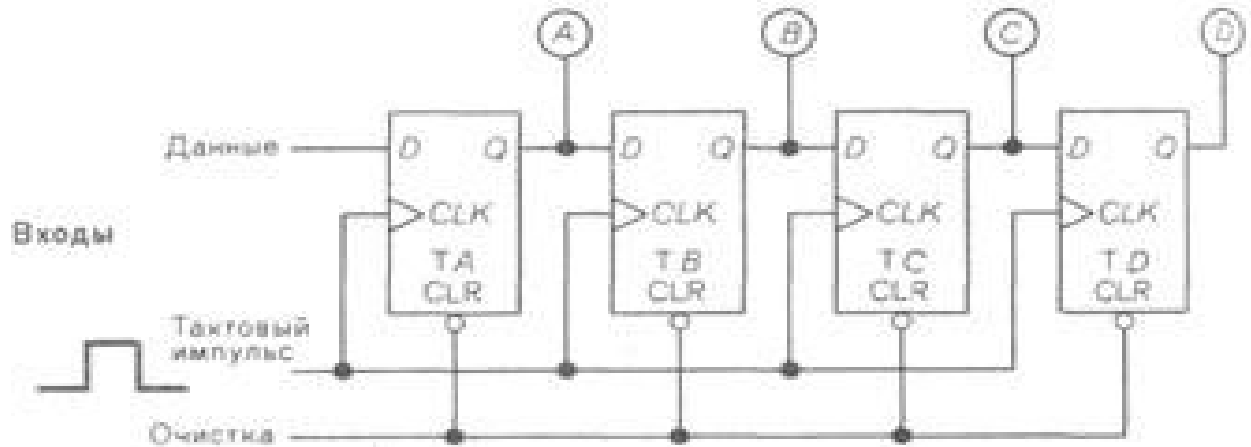 A B C D
Данные
D Q D Q D Q D Q
CLK CLK CLK CLK
Входы
TA TB TC TD
CLR CLR CLR CLR
Тактовый
импульс
Очистка